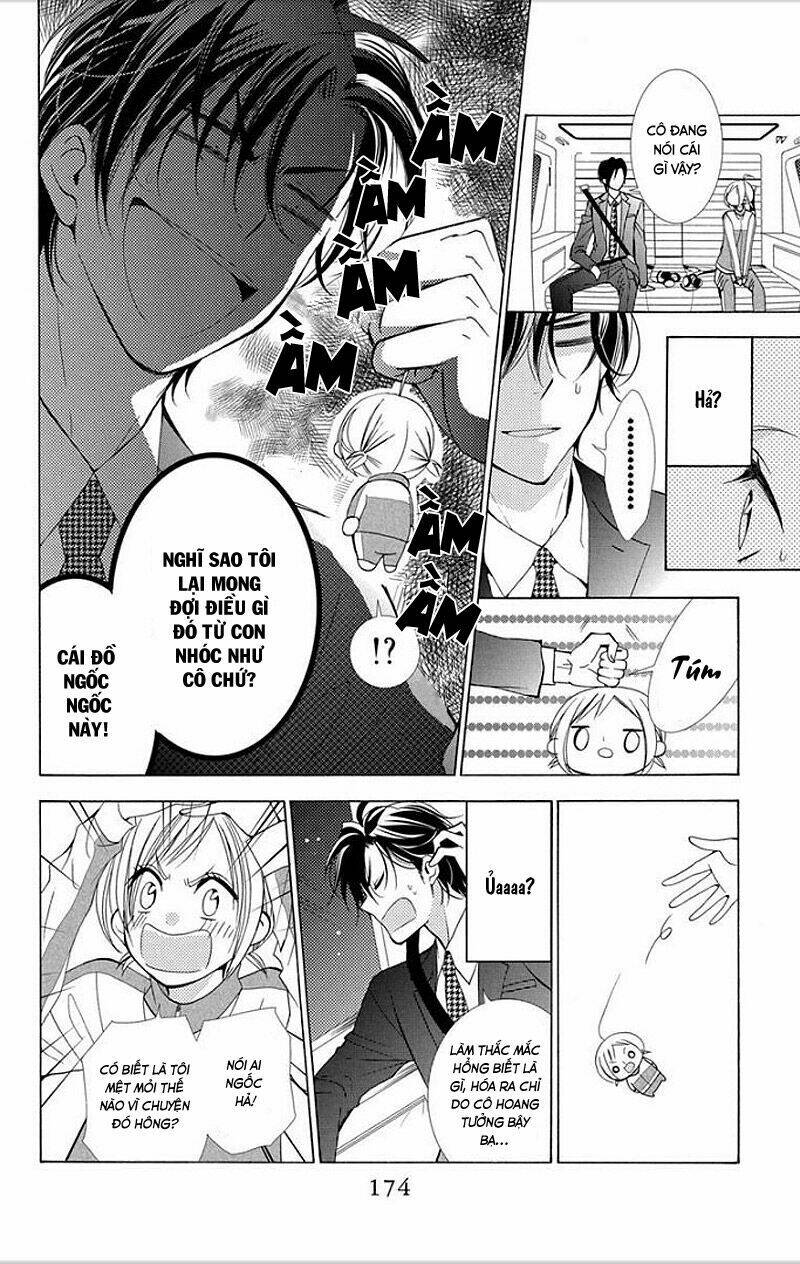 CÔ ĐANG
NÓI CÁI
GÌ VẬY?
Hả?
Túm
ẦM
ẦM
ẦM
ẦM
ẦM
ẦM
!?
NGHĨ SAO TÔI
LẠI MONG
ĐỢI ĐIỀU GÌ
ĐÓ TỪ CON
NHÓC NHƯ
CÔ CHỨ?
CÁI ĐỒ
NGỐC
NGỐC
NÀY!
Ủaaaa?
LÂM THẮC MẮC
HỔNG BIẾT LÀ
GÌ, HÓA RA CHỈ
DO CÔ HOANG
TƯỞNG BẬY
BẠ...
NÓI AI
NGỐC
HẢ!
CÓ BIẾT LÀ TÔI
MỆT MỎI THẾ
NÀO VÌ CHUYỆN
ĐÓ HÔNG?
174